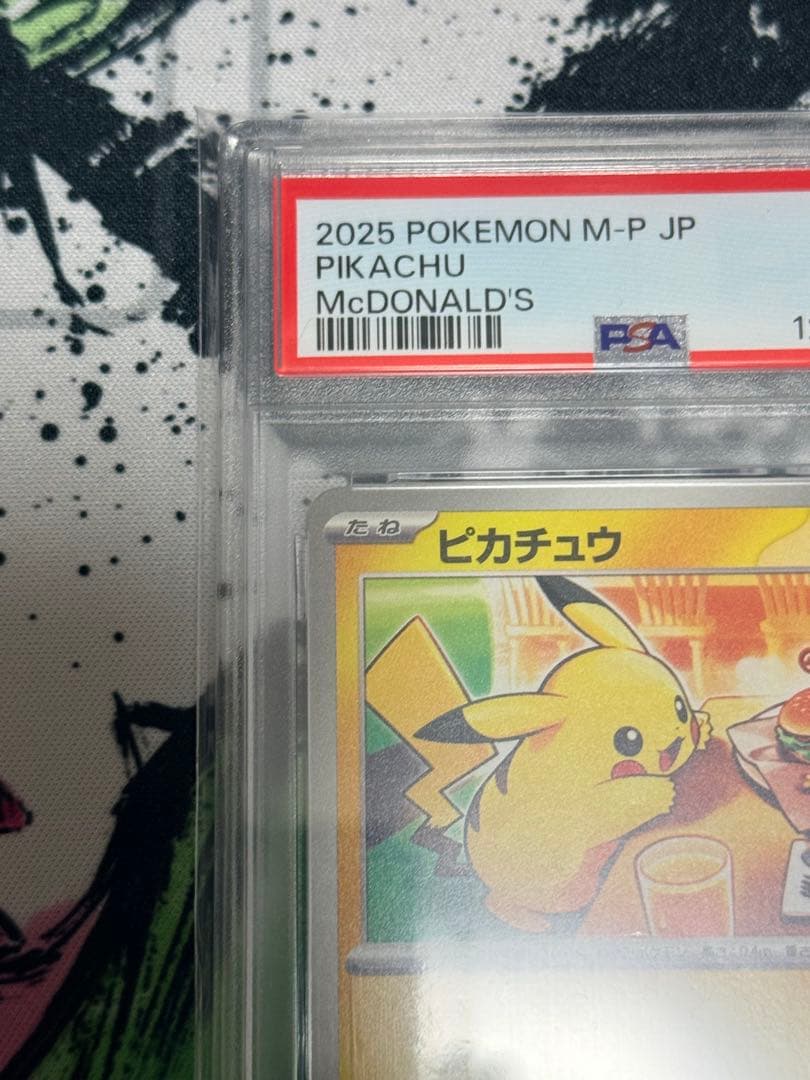 2025 POKEMON M-P JP
PIKACHU
McDONALD'S
PSA
たね
ピカチュウ